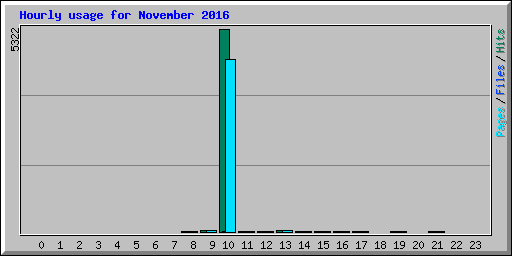 Hourly usage for November 2016
5322
Pages/Files/Hits
0 1 2 3 4 5 6 7 8 9 10 11 12 13 14 15 16 17 18 19 20 21 22 23